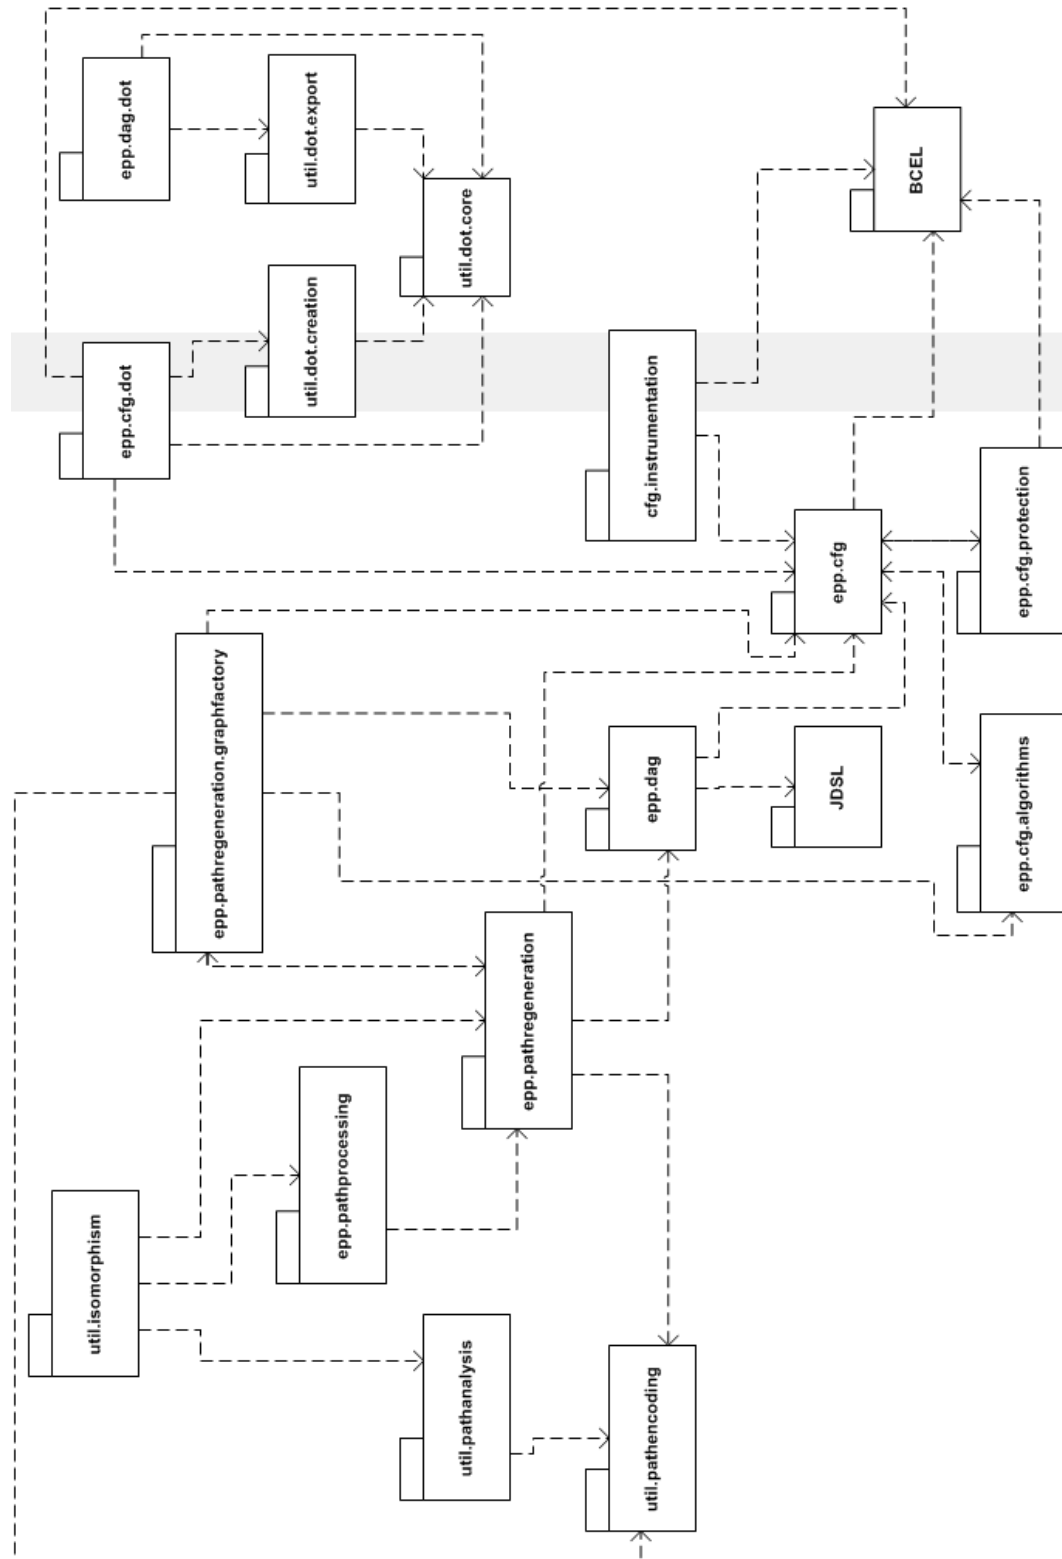 epp.dag.dot
util.dot.export
util.dot.core
BCEL
epp.cfg.dot
util.dot.creation
cfg.instrumentation
epp.cfg
epp.cfg.protection
epp.pathregeneration.graphfactory
epp.dag
JDSL
epp.cfg.algorithms
epp.pathregeneration
epp.pathprocessing
util.isomorphism
util.pathanalysis
util.pathencoding